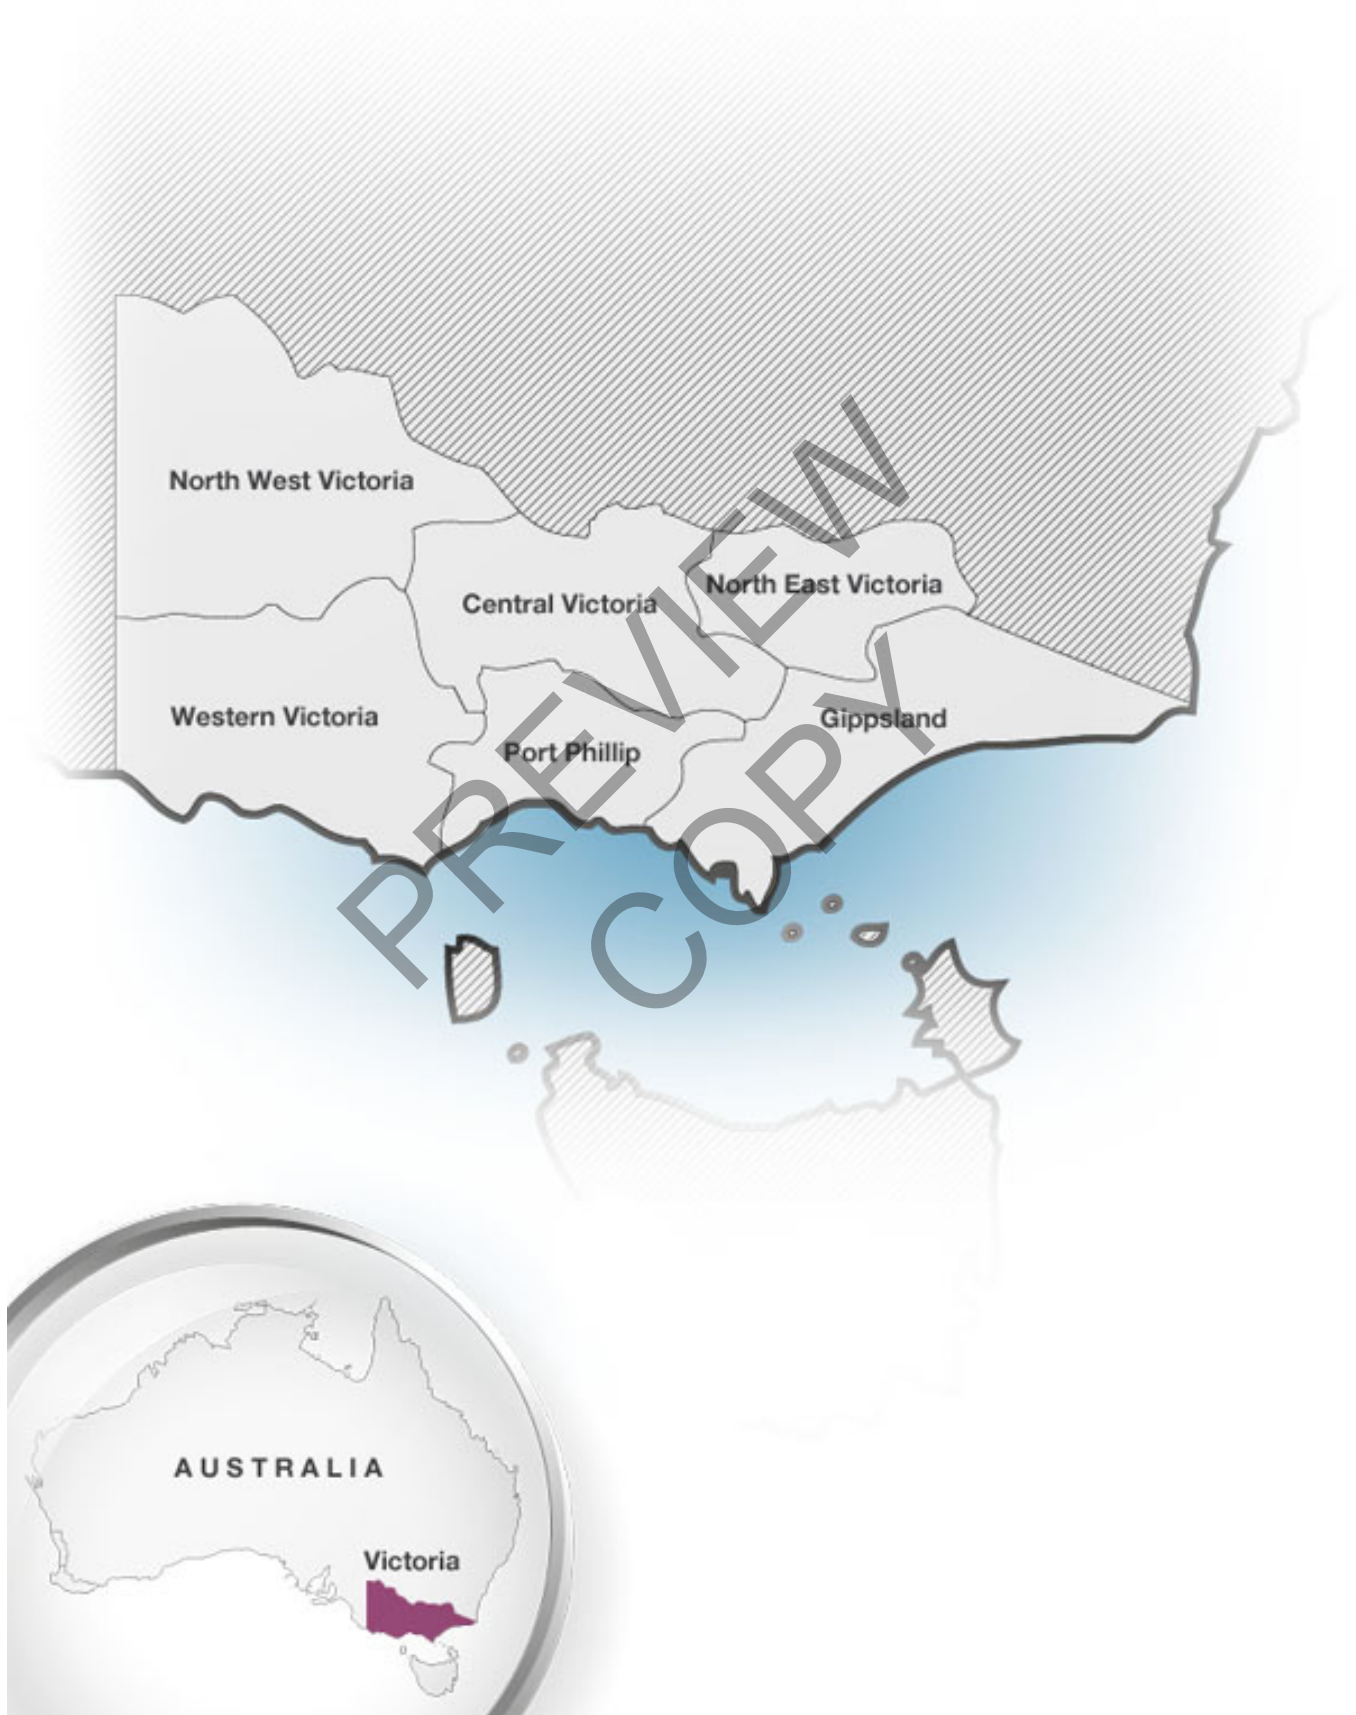 North West Victoria
North East Victoria
Central Victoria
Western Victoria
Gippsland
Port Phillip
PREVIEW
COPY
AUSTRALIA
Victoria